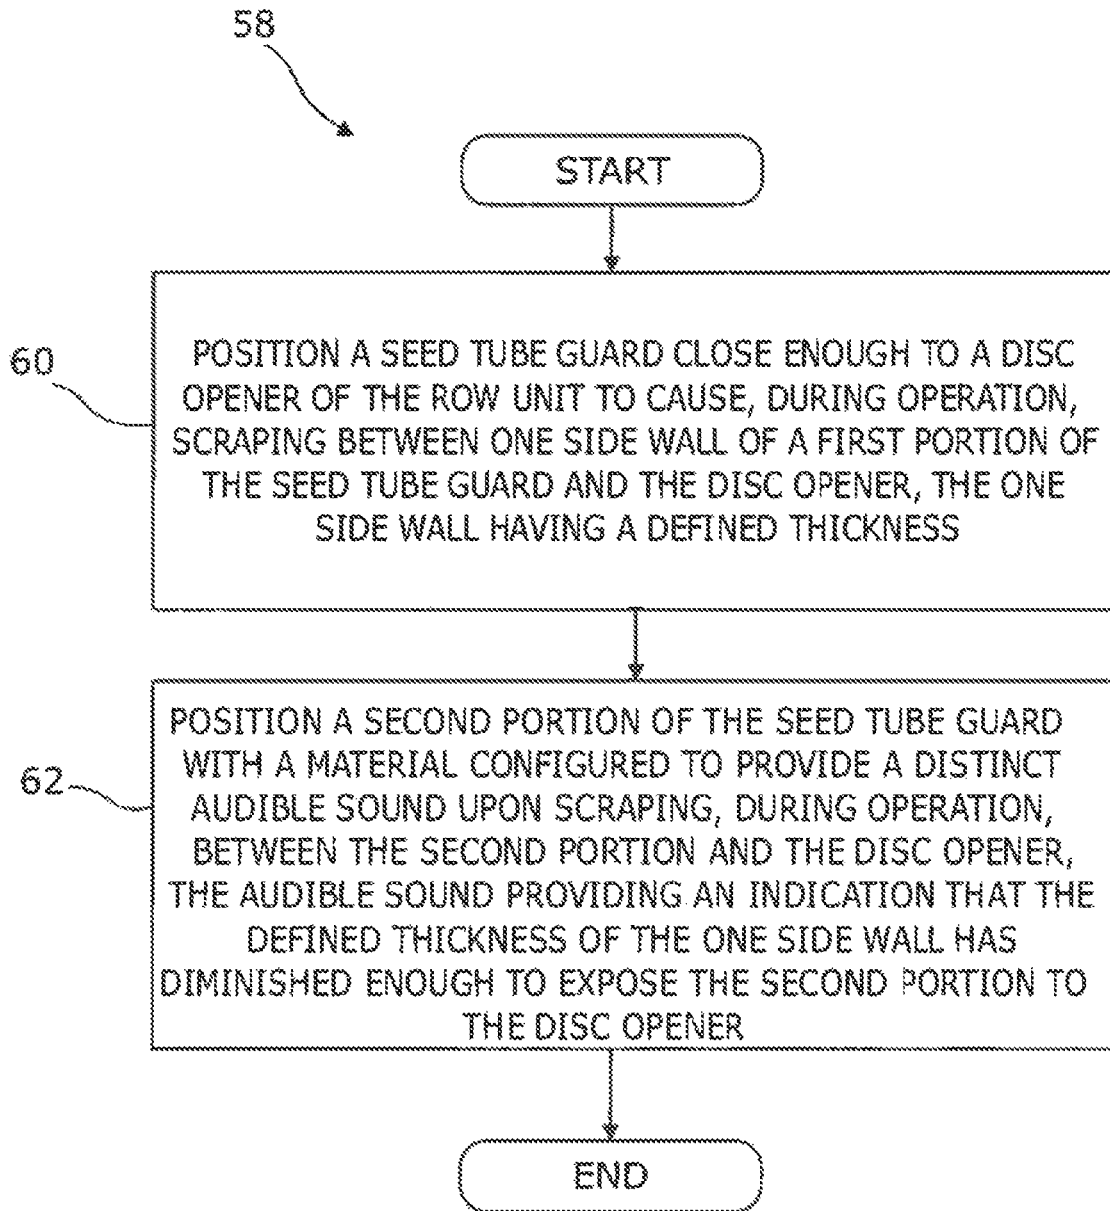 58
START
60
POSITION A SEED TUBE GUARD CLOSE ENOUGH TO A DISC
OPENER OF THE ROW UNIT TO CAUSE, DURING OPERATION,
SCRAPING BETWEEN ONE SIDE WALL OF A FIRST PORTION OF
THE SEED TUBE GUARD AND THE DISC OPENER, THE ONE
SIDE WALL HAVING A DEFINED THICKNESS
62
POSITION A SECOND PORTION OF THE SEED TUBE GUARD
WITH A MATERIAL CONFIGURED TO PROVIDE A DISTINCT
AUDIBLE SOUND UPON SCRAPING, DURING OPERATION,
BETWEEN THE SECOND PORTION AND THE DISC OPENER,
THE AUDIBLE SOUND PROVIDING AN INDICATION THAT THE
DEFINED THICKNESS OF THE ONE SIDE WALL HAS
DIMINISHED ENOUGH TO EXPOSE THE SECOND PORTION TO
THE DISC OPENER
END